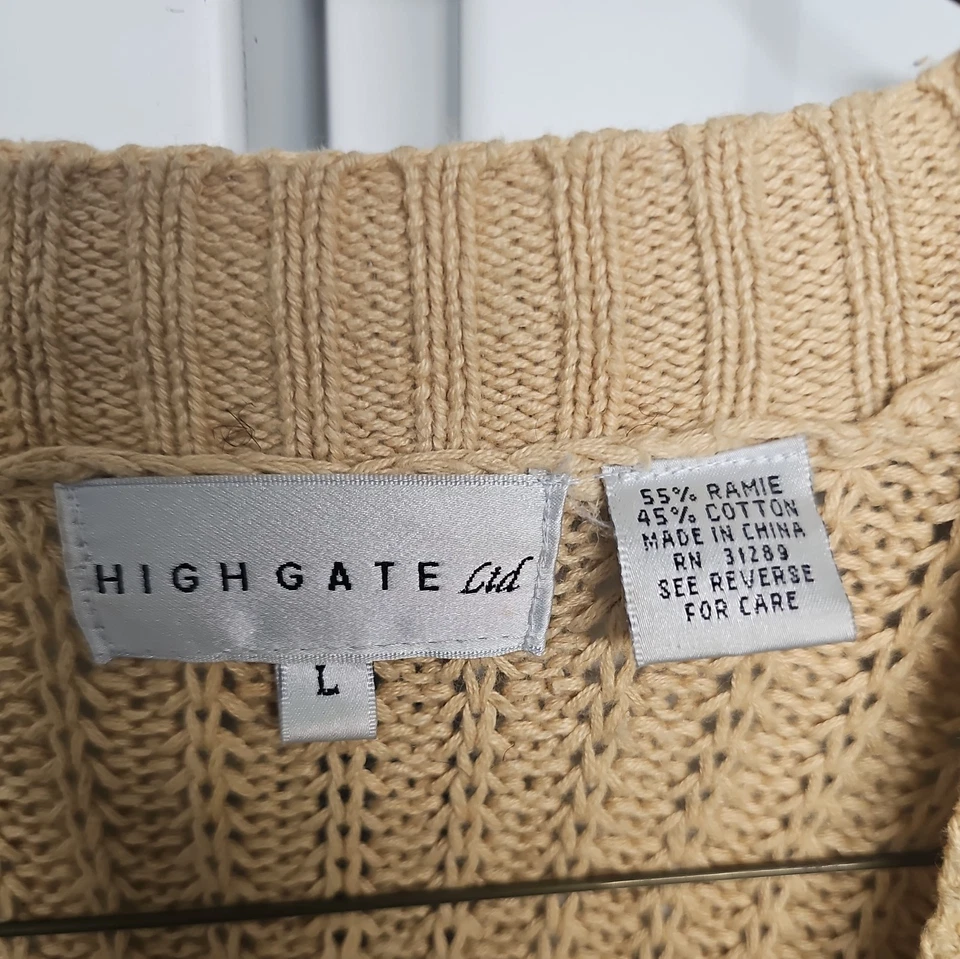 HIGHGATE Ltd
L
55% RAMIE
45% COTTON
MADE IN CHINA
RN 31289
SEE REVERSE
FOR CARE